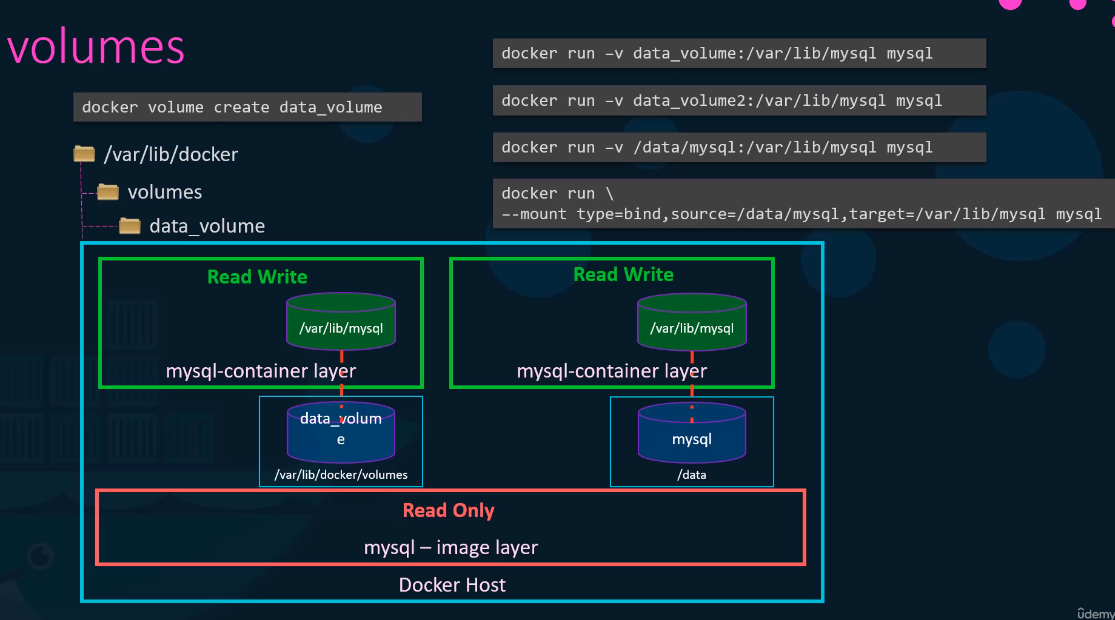 volumes
docker volume create data_volume
/var/lib/docker
volumes
data_volume
docker run –v data_volume:/var/lib/mysql mysql
docker run –v data_volume2:/var/lib/mysql mysql
docker run –v /data/mysql:/var/lib/mysql mysql
docker run \
--mount type=bind,source=/data/mysql,target=/var/lib/mysql mysql
Read Write
/var/lib/mysql
mysql-container layer
data_volum
e
/var/lib/docker/volumes
Read Write
/var/lib/mysql
mysql-container layer
mysql
/data
Read Only
mysql – image layer
Docker Host
ûdemy